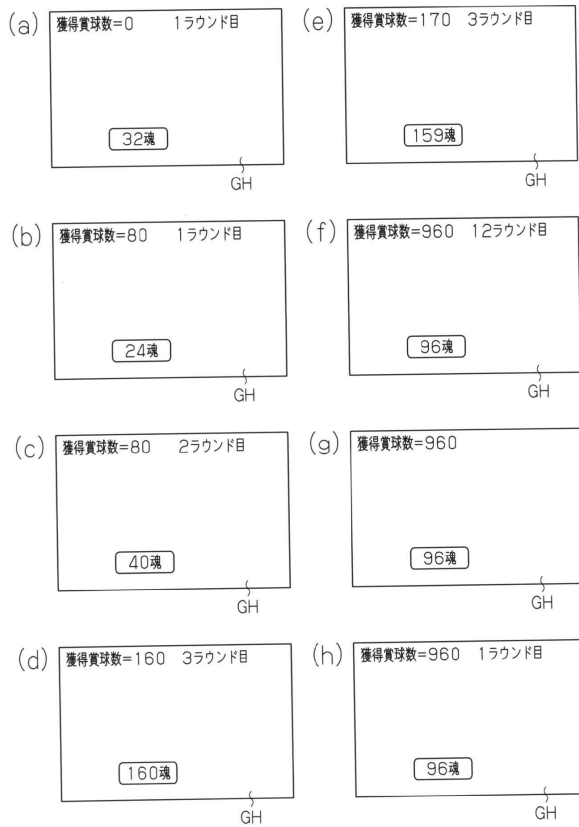 (a)
獲得賞球数=0 1ラウンド目
32魂
GH
(b)
獲得賞球数=80 1ラウンド目
24魂
GH
(c)
獲得賞球数=80 2ラウンド目
40魂
GH
(d)
獲得賞球数=160 3ラウンド目
160魂
GH
(e)
獲得賞球数=170 3ラウンド目
159魂
GH
(f)
獲得賞球数=960 12ラウンド目
96魂
GH
(g)
獲得賞球数=960
96魂
GH
(h)
獲得賞球数=960 1ラウンド目
96魂
GH